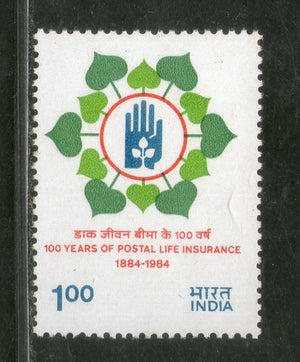 डाक जीवन बीमा के 100 वर्ष
100 YEARS OF POSTAL LIFE INSURANCE
1884-1984
1.00 भारत
INDIA